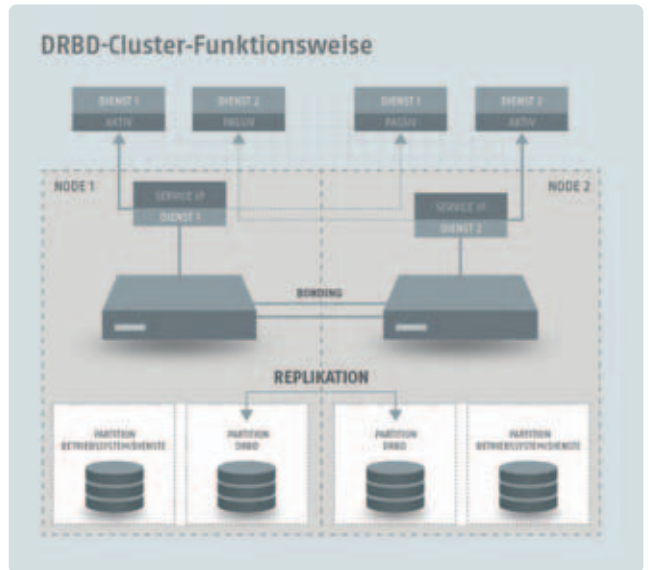 DRBD-Cluster-Funktionsweise
DIENST 1
AKTIV
DIENST 2
PASSIV
DIENST 1
PASSIV
DIENST 2
AKTIV
NODE 1
NODE 2
SERVICE IP
DIENST 1
SERVICE IP
DIENST 2
BONDING
REPLIKATION
PARTITION
BETRIEBSSYSTEM/DIENSTE
PARTITION
DRBD
PARTITION
DRBD
PARTITION
BETRIEBSSYSTEM/DIENSTE